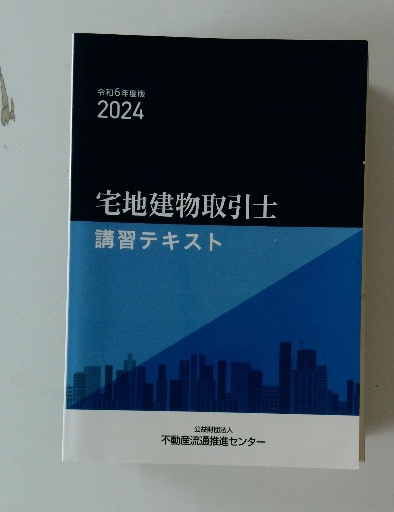 令和6年度版
2024
宅地建物取引士
講習テキスト
公益財団法人
不動産流通推進センター